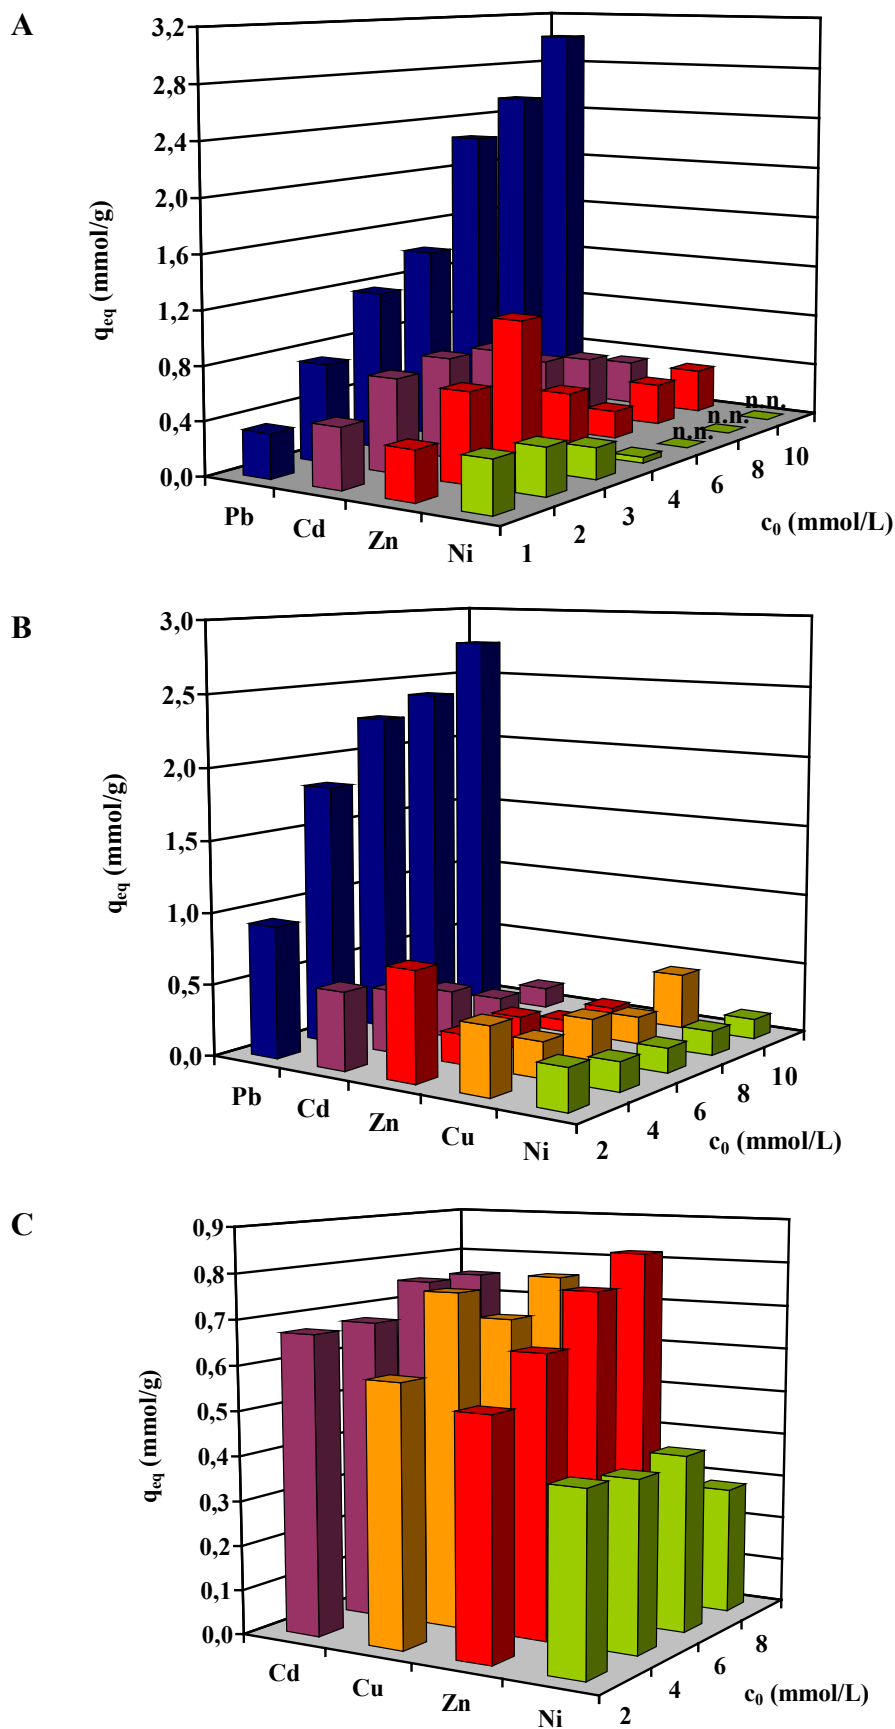 A
3,2
2,8
2,4
2,0
1,6
1,2
0,8
0,4
0,0
q_eq (mmol/g)
n.n.
n.n.
n.n.
Pb
Cd
Zn
Ni
1
2
3
4
6
8
10
c₀ (mmol/L)
B
3,0
2,5
2,0
1,5
1,0
0,5
0,0
q_eq (mmol/g)
Pb
Cd
Zn
Cu
Ni
2
4
6
8
10
c₀ (mmol/L)
C
0,9
0,8
0,7
0,6
0,5
0,4
0,3
0,2
0,1
0,0
q_eq (mmol/g)
Cd
Cu
Zn
Ni
2
4
6
8
c₀ (mmol/L)